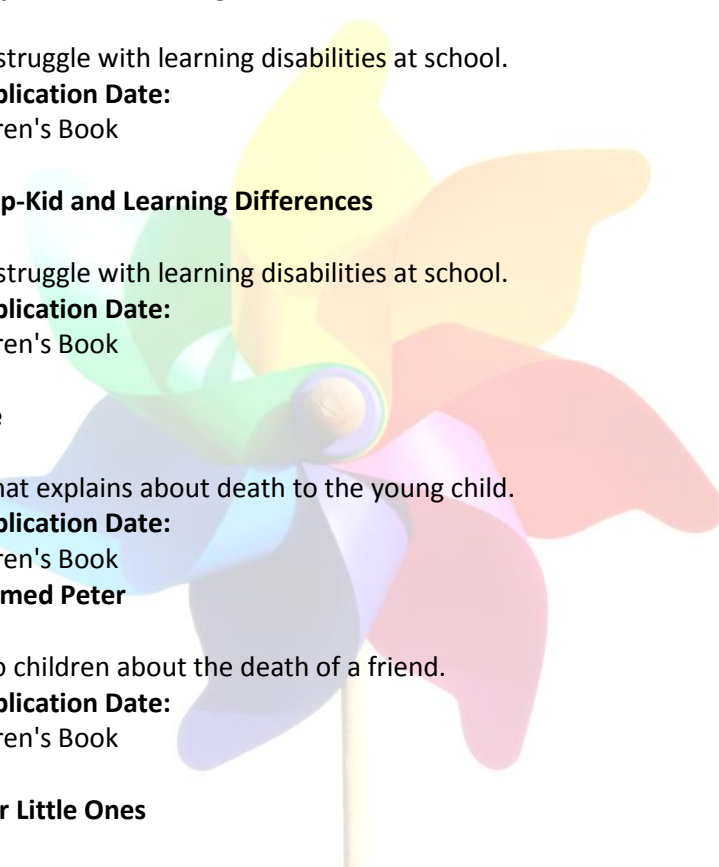 struggle with learning disabilities at school.
blication Date:
ren's Book
p-Kid and Learning Differences
struggle with learning disabilities at school.
blication Date:
ren's Book
e
hat explains about death to the young child.
blication Date:
ren's Book
med Peter
o children about the death of a friend.
blication Date:
ren's Book
r Little Ones